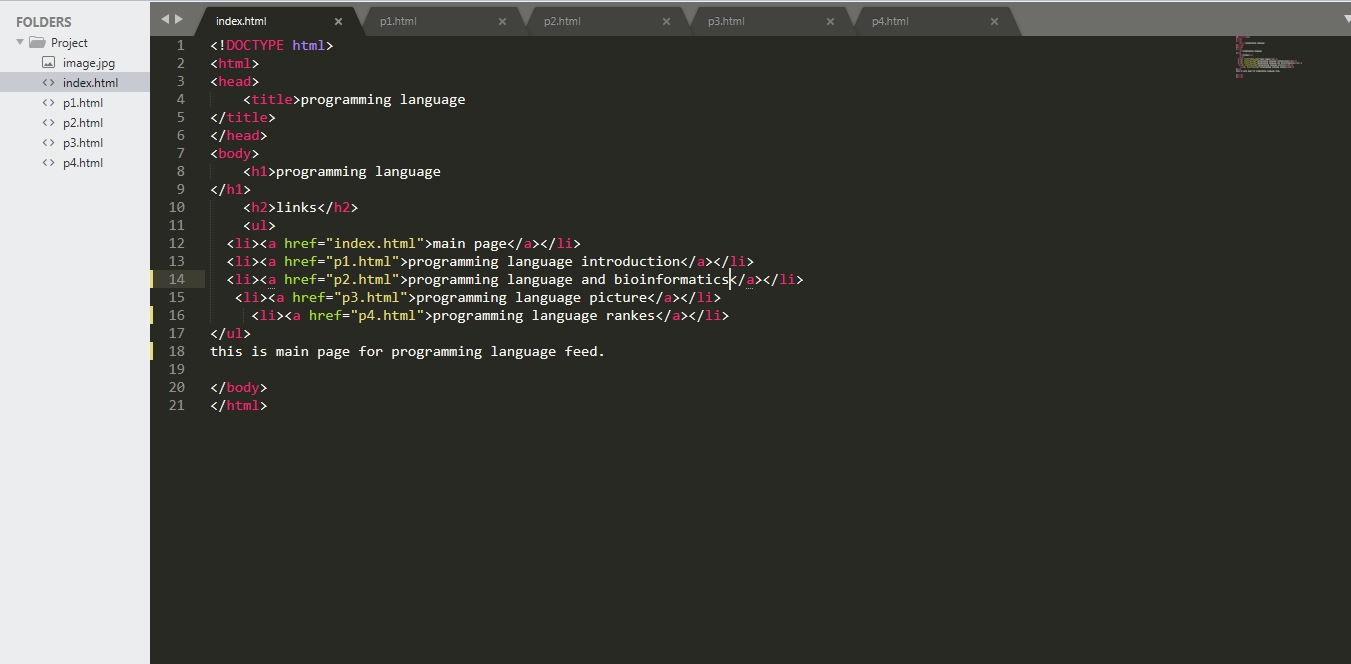 FOLDERS
Project
image.jpg
index.html
p1.html
p2.html
p3.html
p4.html
index.html × p1.html × p2.html × p3.html × p4.html ×
1 <!DOCTYPE html>
2 <html>
3 <head>
4     <title>programming language
5 </title>
6 </head>
7 <body>
8     <h1>programming language
9 </h1>
10     <h2>links</h2>
11     <ul>
12   <li><a href="index.html">main page</a></li>
13   <li><a href="p1.html">programming language introduction</a></li>
14   <li><a href="p2.html">programming language and bioinformatics</a></li>
15    <li><a href="p3.html">programming language picture</a></li>
16      <li><a href="p4.html">programming language rankes</a></li>
17 </ul>
18 this is main page for programming language feed.
19
20 </body>
21 </html>